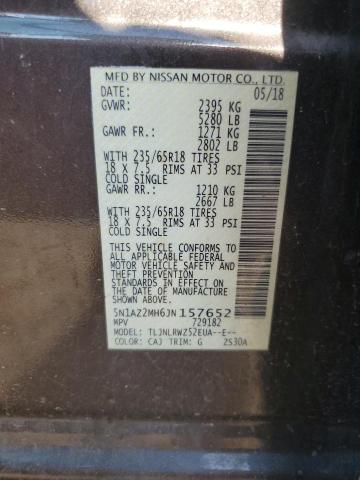 MFD BY NISSAN MOTOR CO., LTD.
DATE: 05/18
GVWR: 2395 KG
5280 LB
GAWR FR: 1271 KG
2802 LB
WITH 235/65R18 TIRES
18 X 7.5 RIMS AT 33 PSI
COLD SINGLE
GAWR RR: 1210 KG
2667 LB
WITH 235/65R18 TIRES
18 X 7.5 RIMS AT 33 PSI
COLD SINGLE
THIS VEHICLE CONFORMS TO
ALL APPLICABLE FEDERAL
MOTOR VEHICLE SAFETY
AND THEFT PREVENTION
STANDARDS IN EFFECT ON
THE DATE OF MANUFACTURE
SHOWN ABOVE.
5N1AZ2MH6JN157652
MPV 729182
MODEL: TLJNLRWZ52EUA--E--
COLOR: CAJ TRIM: G 2S30A